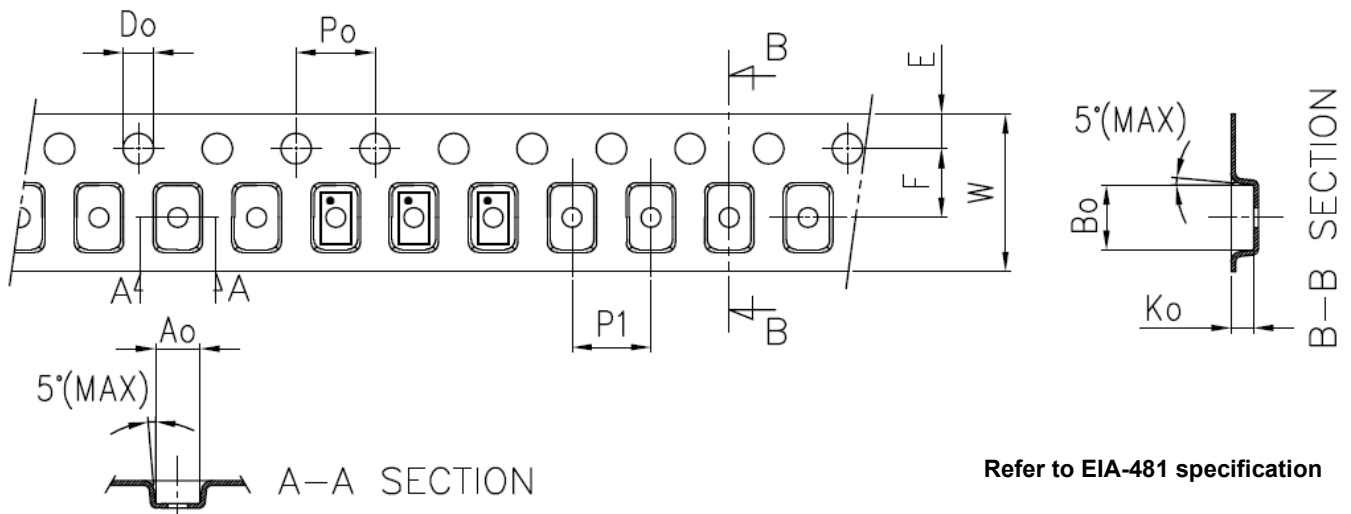 Do
Po
B
E
F
W
A
A
P1
B
Ao
5°(MAX)
A-A SECTION
5°(MAX)
Bo
Ko
B-B SECTION
Refer to EIA-481 specification